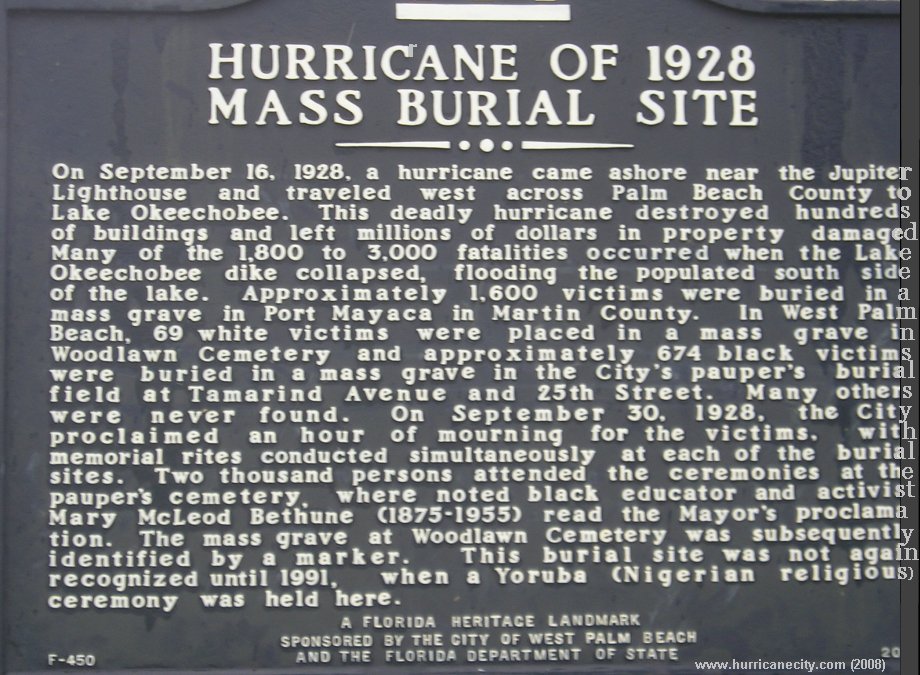 HURRICANE OF 1928
MASS BURIAL SITE
On September 16, 1928, a hurricane came ashore near the Jupiter
Lighthouse and traveled west across Palm Beach County to
Lake Okeechobee. This deadly hurricane destroyed hundreds
of buildings and left millions of dollars in property damaged
Many of the 1,800 to 3,000 fatalities occurred when the Lake
Okeechobee dike collapsed, flooding the populated south side
of the lake. Approximately 1,600 victims were buried in a
mass grave in Port Mayaca in Martin County. In West Palm
Beach, 69 white victims were placed in a mass grave in
Woodlawn Cemetery and approximately 674 black victims
were buried in a mass grave in the City's pauper's burial
field at Tamarind Avenue and 25th Street. Many others
were never found. On September 30, 1928, the City
proclaimed an hour of mourning for the victims, with
memorial rites conducted simultaneously at each of the burial
sites. Two thousand persons attended the ceremonies at the
pauper's cemetery, where noted black educator and activist
Mary McLeod Bethune (1875-1955) read the Mayor's proclama
tion. The mass grave at Woodlawn Cemetery was subsequently
identified by a marker. This burial site was not again
recognized until 1991, when a Yoruba (Nigerian religious)
ceremony was held here.
A FLORIDA HERITAGE LANDMARK
SPONSORED BY THE CITY OF WEST PALM BEACH
AND THE FLORIDA DEPARTMENT OF STATE
F-450
20
www.hurricanecity.com (2008)